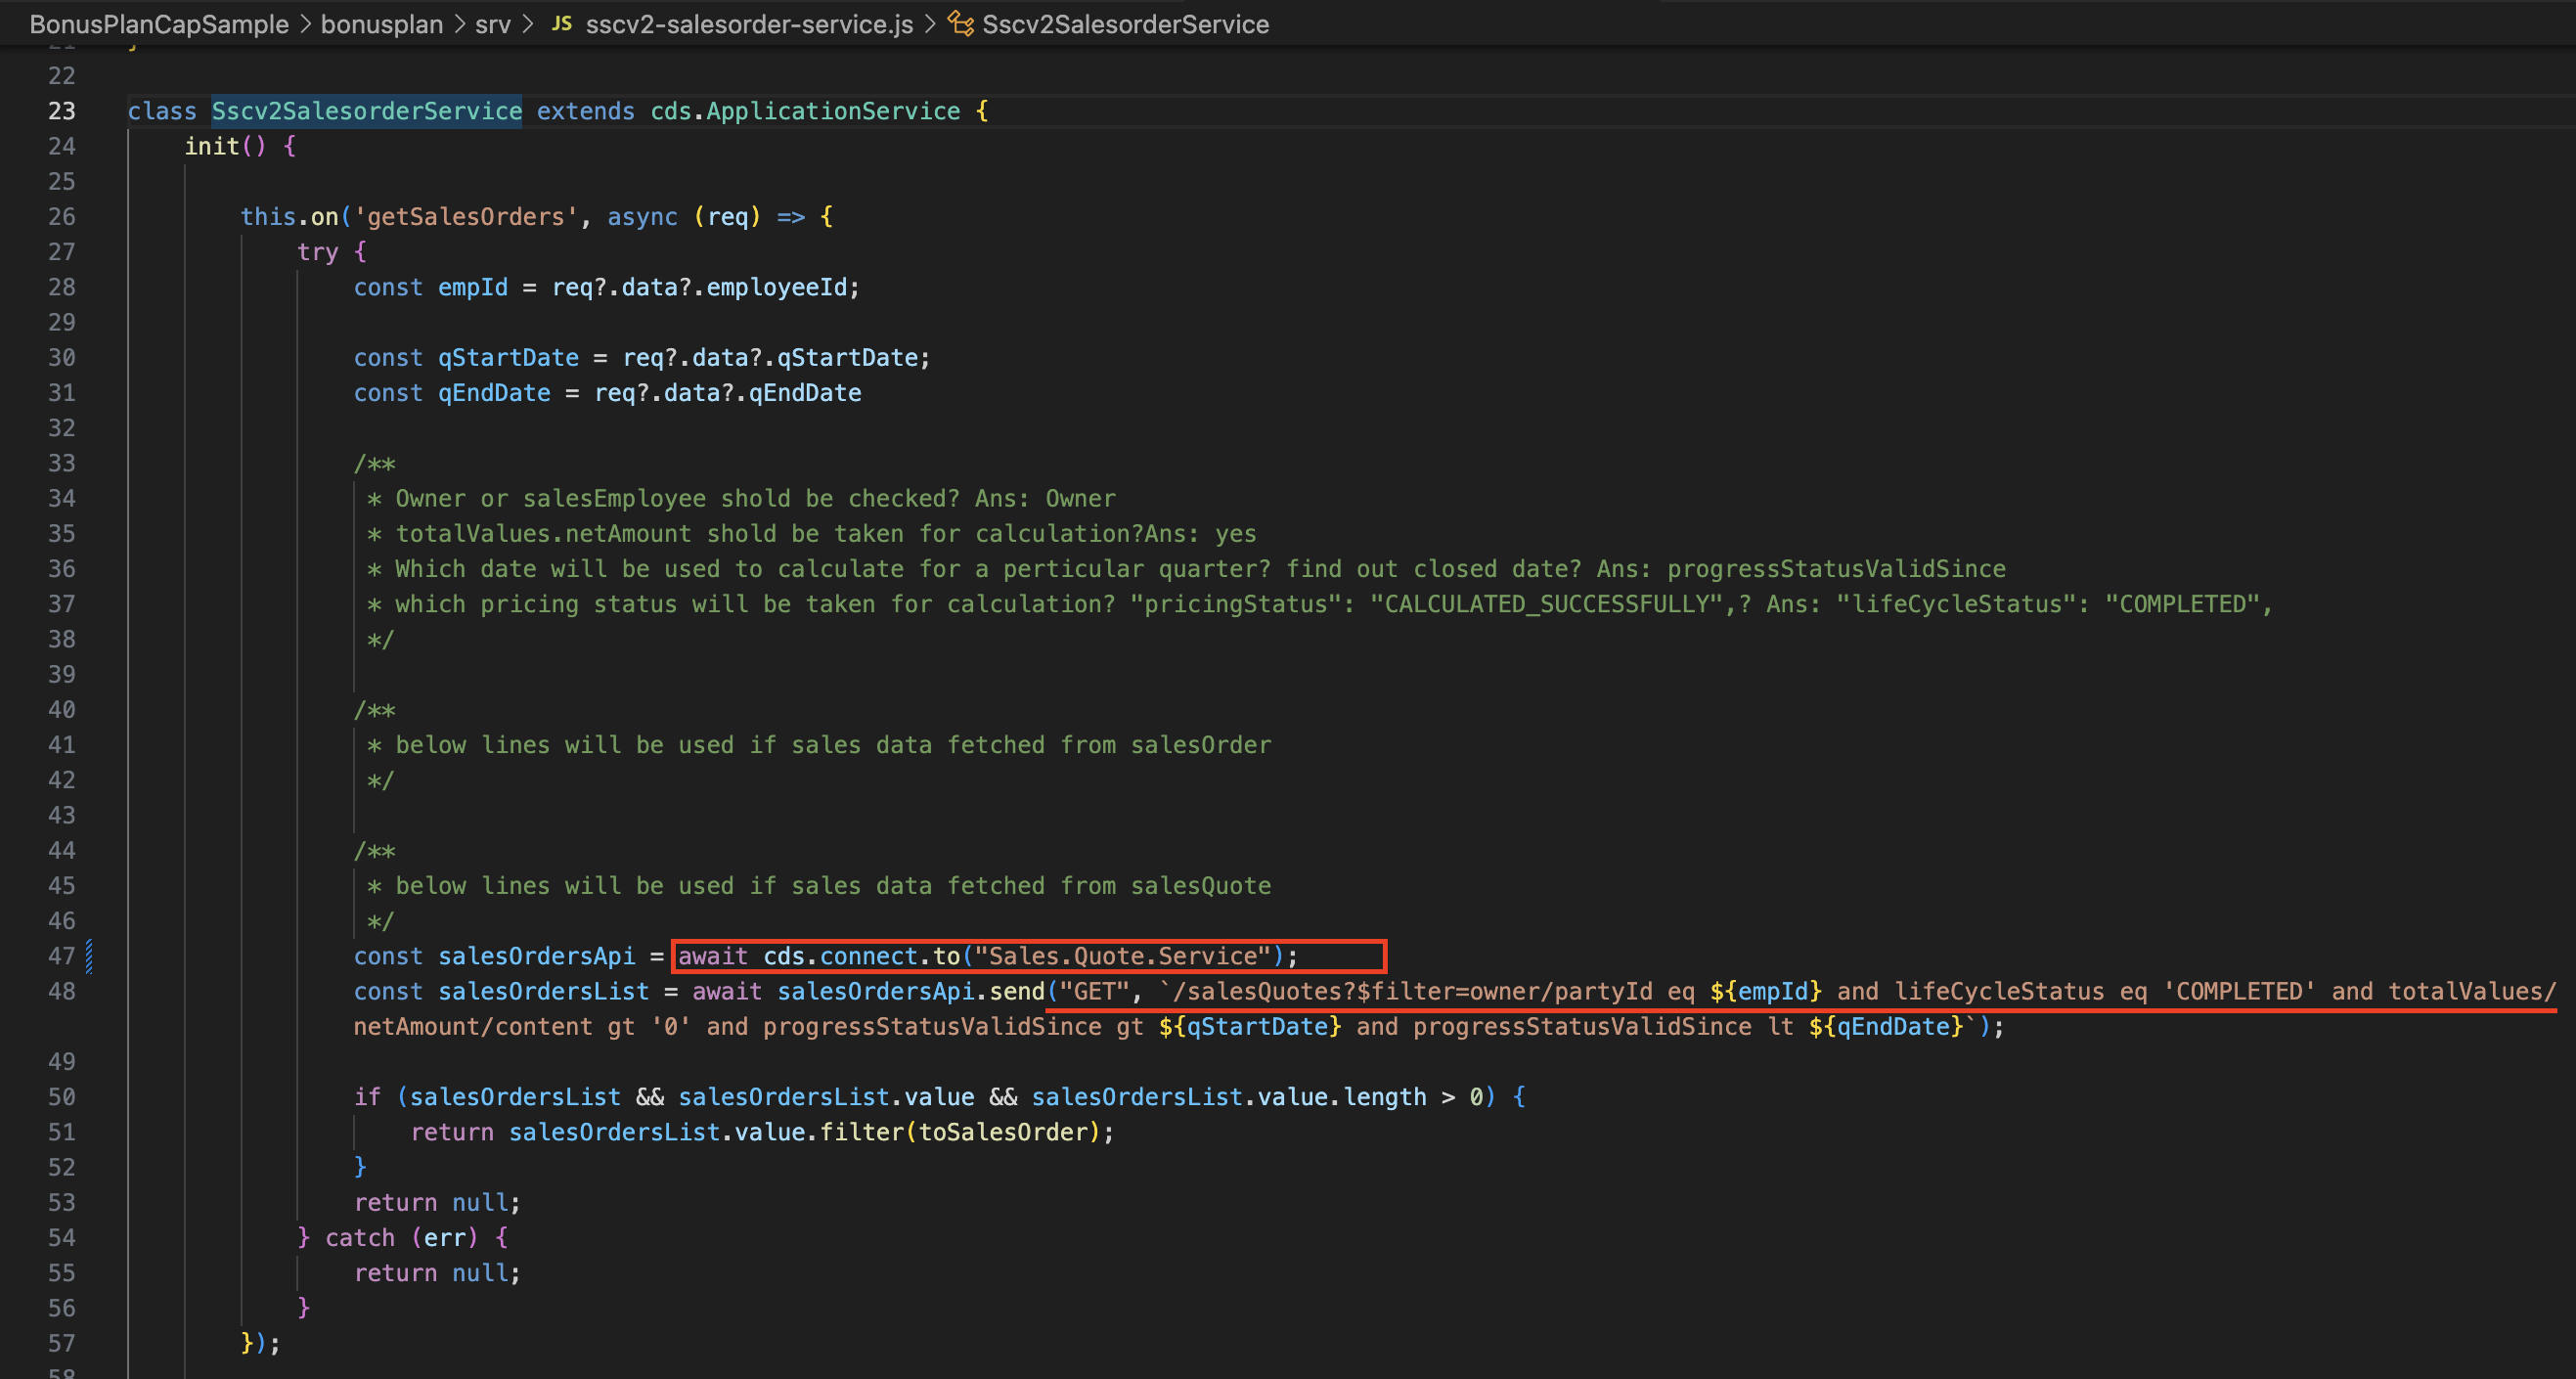 BonusPlanCapSample > bonusplan > srv > JS sscv2-salesorder-service.js > Sscv2SalesorderService
21 }
22
23 class Sscv2SalesorderService extends cds.ApplicationService {
24 init() {
25
26 this.on('getSalesOrders', async (req) => {
27 try {
28 const empId = req?.data?.employeeId;
29
30 const qStartDate = req?.data?.qStartDate;
31 const qEndDate = req?.data?.qEndDate
32
33 /**
34 * Owner or salesEmployee shold be checked? Ans: Owner
35 * totalValues.netAmount shold be taken for calculation?Ans: yes
36 * Which date will be used to calculate for a perticular quarter? find out closed date? Ans: progressStatusValidSince
37 * which pricing status will be taken for calculation? "pricingStatus": "CALCULATED_SUCCESSFULLY",? Ans: "lifeCycleStatus": "COMPLETED",
38 */
39
40 /**
41 * below lines will be used if sales data fetched from salesOrder
42 */
43
44 /**
45 * below lines will be used if sales data fetched from salesQuote
46 */
47 const salesOrdersApi = await cds.connect.to("Sales.Quote.Service");
48 const salesOrdersList = await salesOrdersApi.send("GET", `/salesQuotes?$filter=owner/partyId eq ${empId} and lifeCycleStatus eq 'COMPLETED' and totalValues/
netAmount/content gt '0' and progressStatusValidSince gt ${qStartDate} and progressStatusValidSince lt ${qEndDate}`);
49
50 if (salesOrdersList && salesOrdersList.value && salesOrdersList.value.length > 0) {
51 return salesOrdersList.value.filter(toSalesOrder);
52 }
53 return null;
54 } catch (err) {
55 return null;
56 }
57 });
58